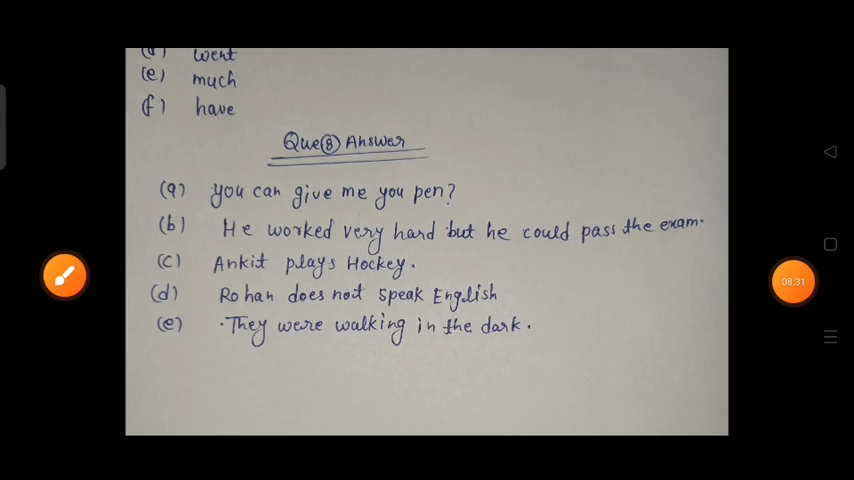 (d) went
(e) much
(f) have
Que(8) Answer
(a) you can give me you pen?
(b) He worked very hard but he could pass the exam.
(c) Ankit plays Hockey.
(d) Rohan does not speak English
(e) They were walking in the dark.
08:31